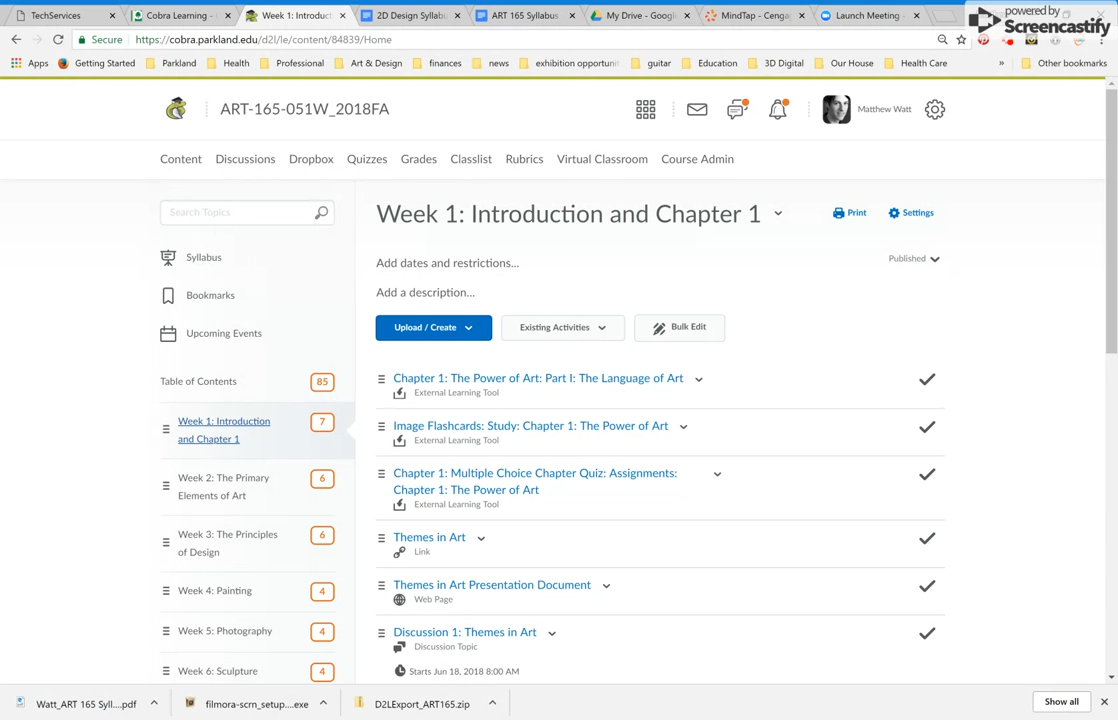 TechServices
Cobra Learning -
Week 1: Introduct
2D Design Syllabu
ART 165 Syllabus
My Drive - Google
MindTap - Cengag
Launch Meeting -
powered by
Screencastify
Secure
https://cobra.parkland.edu/d2l/le/content/84839/Home
Apps
Getting Started
Parkland
Health
Professional
Art & Design
finances
news
exhibition opportuni
guitar
Education
3D Digital
Our House
Health Care
»
Other bookmarks
ART-165-051W_2018FA
Matthew Watt
Content
Discussions
Dropbox
Quizzes
Grades
Classlist
Rubrics
Virtual Classroom
Course Admin
Search Topics
Syllabus
Bookmarks
Upcoming Events
Table of Contents
85
Week 1: Introduction
and Chapter 1
7
Week 2: The Primary
Elements of Art
6
Week 3: The Principles
of Design
6
Week 4: Painting
4
Week 5: Photography
4
Week 6: Sculpture
4
Week 1: Introduction and Chapter 1
Print
Settings
Add dates and restrictions...
Published
Add a description...
Upload / Create
Existing Activities
Bulk Edit
Chapter 1: The Power of Art: Part I: The Language of Art
External Learning Tool
Image Flashcards: Study: Chapter 1: The Power of Art
External Learning Tool
Chapter 1: Multiple Choice Chapter Quiz: Assignments:
Chapter 1: The Power of Art
External Learning Tool
Themes in Art
Link
Themes in Art Presentation Document
Web Page
Discussion 1: Themes in Art
Discussion Topic
Starts Jun 18, 2018 8:00 AM
Watt_ART 165 Syll....pdf
filmora-scrn_setup....exe
D2LExport_ART165.zip
Show all